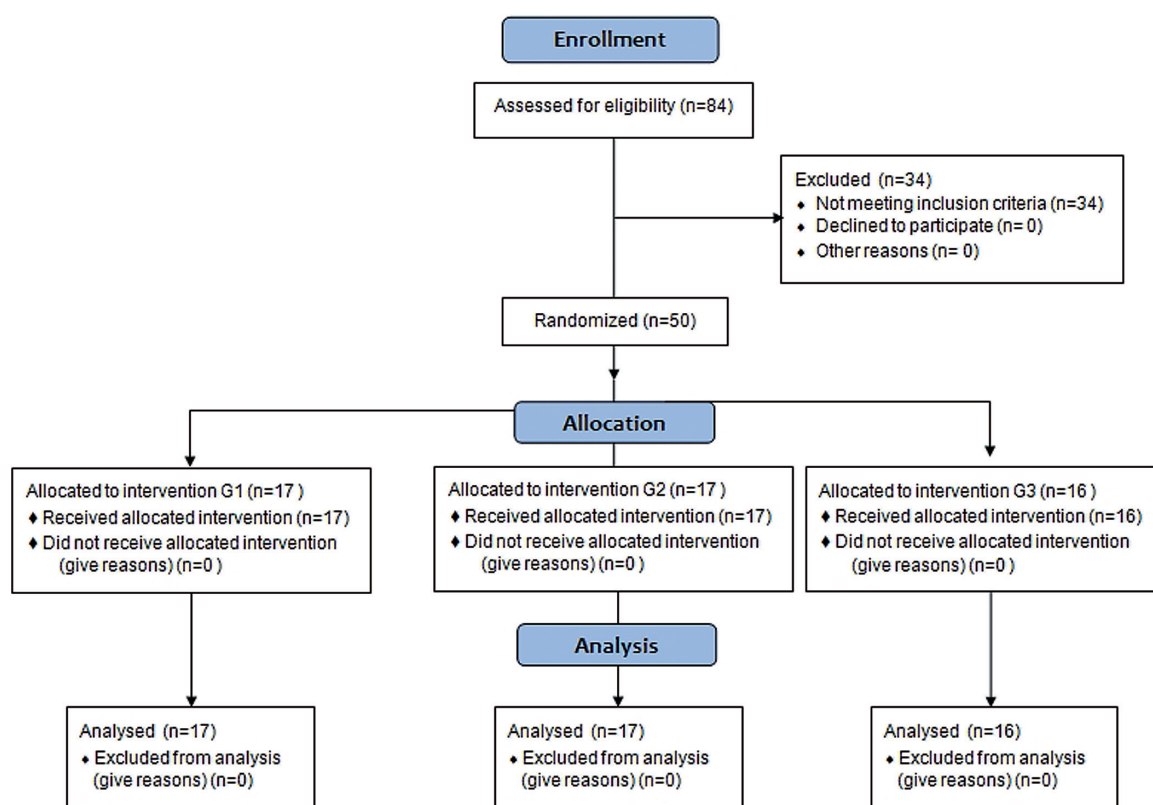 Enrollment
Assessed for eligibility (n=84)
Excluded (n=34)
⬥ Not meeting inclusion criteria (n=34)
⬥ Declined to participate (n= 0)
⬥ Other reasons (n= 0)
Randomized (n=50)
Allocation
Allocated to intervention G1 (n=17 )
♦ Received allocated intervention (n=17)
♦ Did not receive allocated intervention
(give reasons) (n=0 )
Allocated to intervention G2 (n=17 )
♦ Received allocated intervention (n=17)
♦ Did not receive allocated intervention
(give reasons) (n=0 )
Allocated to intervention G3 (n=16 )
♦ Received allocated intervention (n=16)
♦ Did not receive allocated intervention
(give reasons) (n=0 )
Analysis
Analysed (n=17)
⬥ Excluded from analysis
(give reasons) (n=0)
Analysed (n=17)
⬥ Excluded from analysis
(give reasons) (n=0)
Analysed (n=16)
⬥ Excluded from analysis
(give reasons) (n=0)